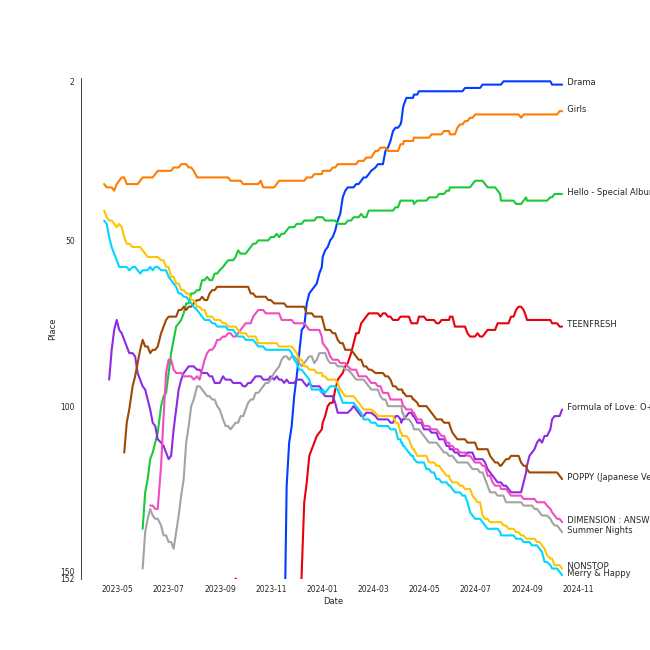 2
Drama
Girls
Hello - Special Albu
50
Place
TEENFRESH
100
Formula of Love: O+
POPPY (Japanese Ve
DIMENSION : ANSW
Summer Nights
NONSTOP
Merry & Happy
150
152
2023-05 2023-07 2023-09 2023-11 2024-01 2024-03 2024-05 2024-07 2024-09 2024-11
Date